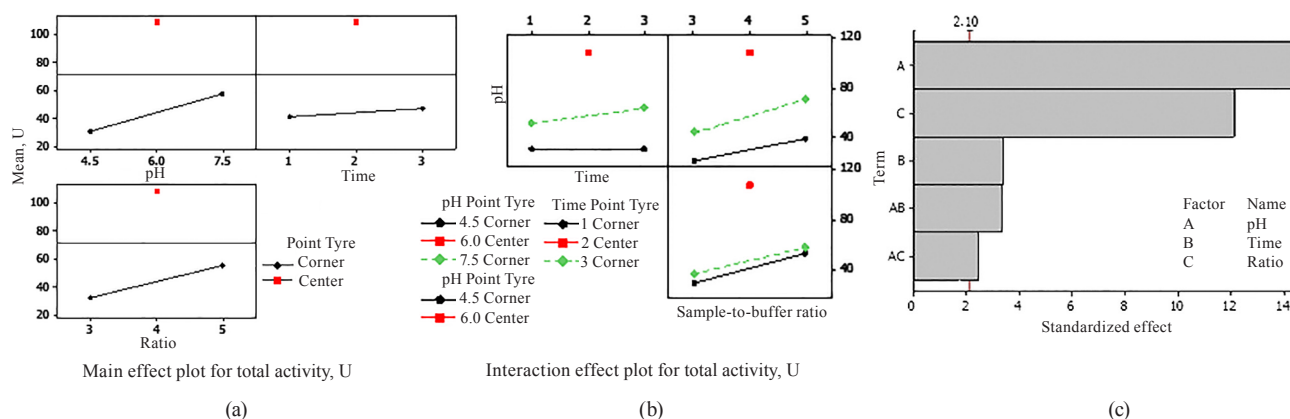 100
80
60
40
20
4.5 6.0 7.5
pH
1 2 3
Time
Mean, U
100
80
60
40
20
3 4 5
Ratio
Point Tyre
Corner
Center
Main effect plot for total activity, U
(a)
1 2 3 3 4 5
120
80
40
120
80
40
pH
Time
Sample-to-buffer ratio
pH Point Tyre
4.5 Corner
6.0 Center
7.5 Corner
pH Point Tyre
4.5 Corner
6.0 Center
Time Point Tyre
1 Corner
2 Center
3 Corner
Interaction effect plot for total activity, U
(b)
2.10
A
C
B
AB
AC
Term
Factor Name
A pH
B Time
C Ratio
0 2 4 6 8 10 12 14
Standardized effect
(c)